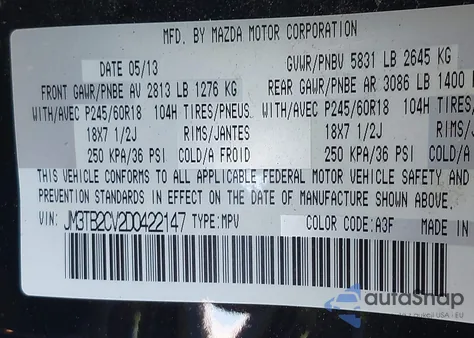 MFD. BY MAZDA MOTOR CORPORATION
DATE 05/13 GVWR/PNBV 5831 LB 2645 KG
FRONT GAWR/PNBE AV 2813 LB 1276 KG REAR GAWR/PNBE AR 3086 LB 1400
WITH/AVEC P245/60R18 104H TIRES/PNEUS WITH/AVEC P245/60R18 104H TIRES/
18X7 1/2J RIMS/JANTES 18X7 1/2J RIMS/J
250 KPA/36 PSI COLD/A FROID 250 KPA/36 PSI COLD/A
THIS VEHICLE CONFORMS TO ALL APPLICABLE FEDERAL MOTOR VEHICLE SAFETY AND
PREVENTION STANDARDS IN EFFECT ON THE DATE OF MANUFACTURE SHOWN ABOVE.
VIN: JM3TB2CV2D0422147 TYPE: MPV COLOR CODE: A3F MADE IN
autoSnap